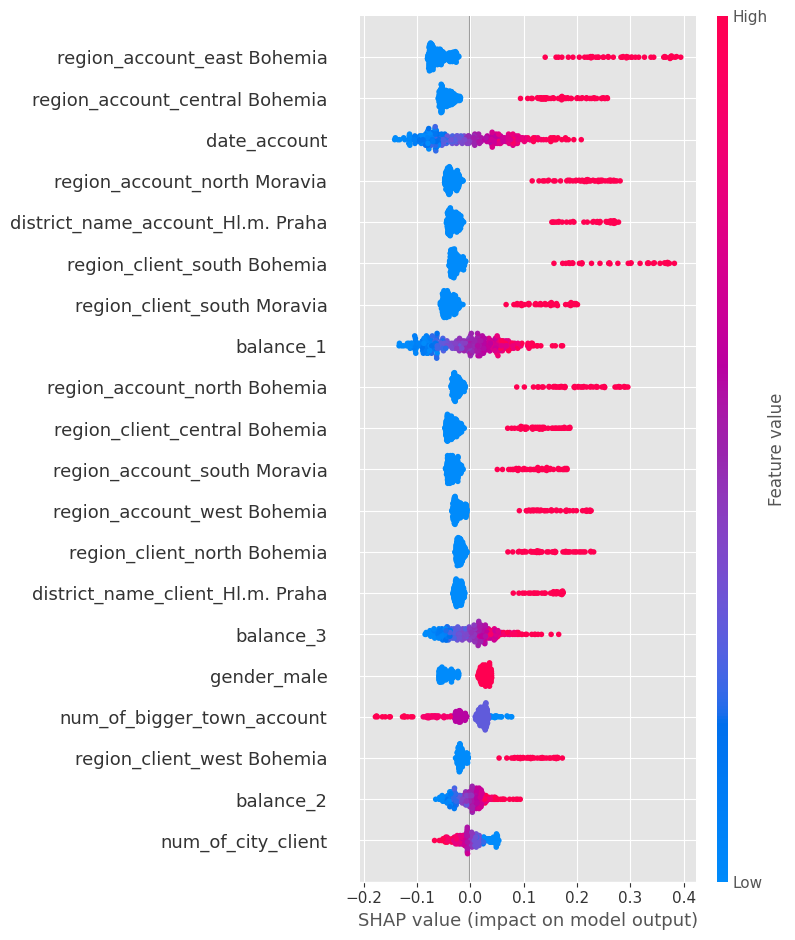 High
region_account_east Bohemia
region_account_central Bohemia
date_account
region_account_north Moravia
district_name_account_Hl.m. Praha
region_client_south Bohemia
region_client_south Moravia
balance_1
region_account_north Bohemia
region_client_central Bohemia
region_account_south Moravia
region_account_west Bohemia
region_client_north Bohemia
district_name_client_Hl.m. Praha
balance_3
gender_male
num_of_bigger_town_account
region_client_west Bohemia
balance_2
num_of_city_client
Feature value
Low
−0.2 −0.1 0.0 0.1 0.2 0.3 0.4
SHAP value (impact on model output)